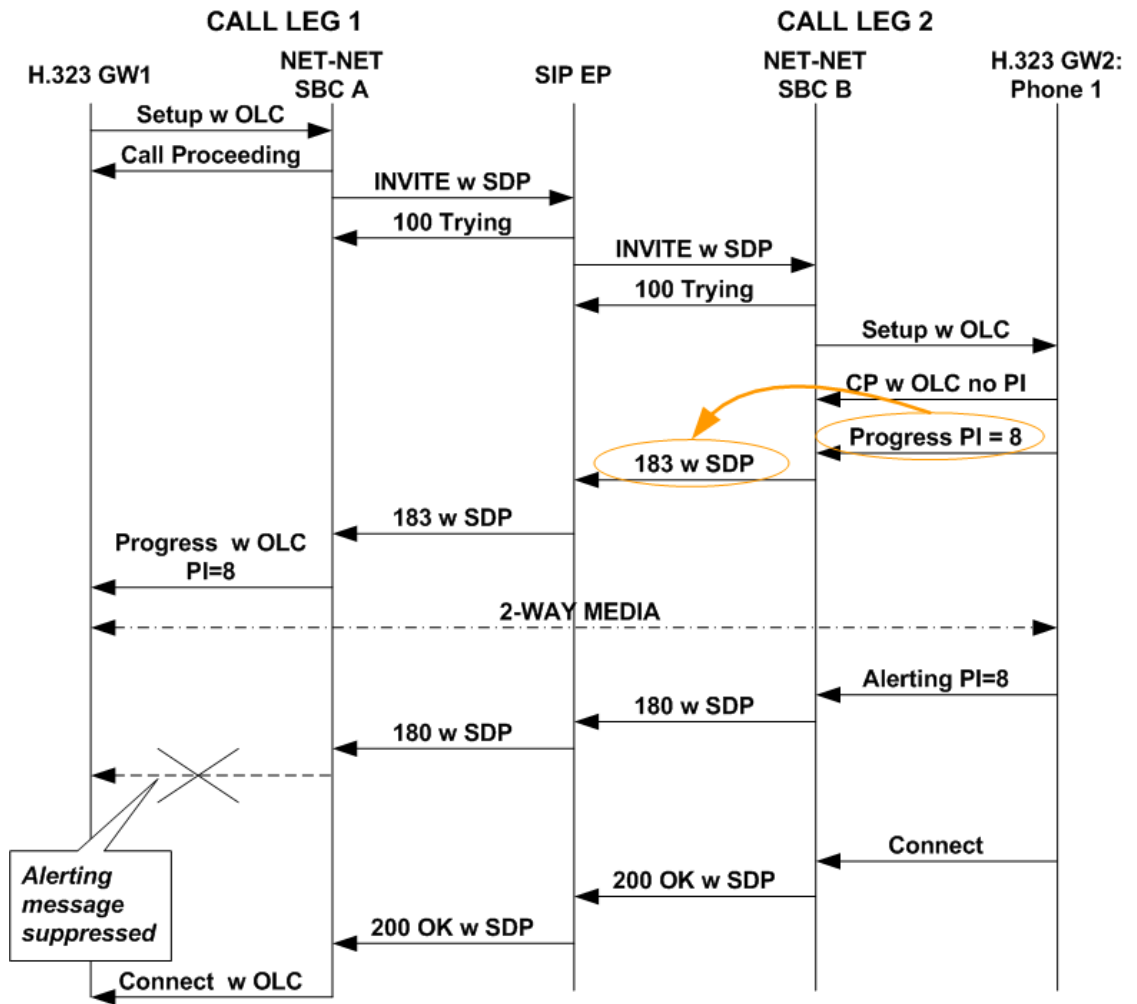 CALL LEG 1
CALL LEG 2
H.323 GW1
NET-NET
SBC A
SIP EP
NET-NET
SBC B
H.323 GW2:
Phone 1
Setup w OLC
Call Proceeding
INVITE w SDP
100 Trying
INVITE w SDP
100 Trying
Setup w OLC
CP w OLC no PI
Progress PI = 8
183 w SDP
183 w SDP
Progress w OLC
PI=8
2-WAY MEDIA
Alerting PI=8
180 w SDP
180 w SDP
Alerting
message
suppressed
Connect
200 OK w SDP
200 OK w SDP
Connect w OLC